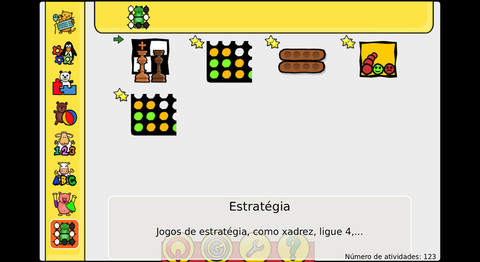 Estratégia
Jogos de estratégia, como xadrez, ligue 4,...
Número de atividades: 123